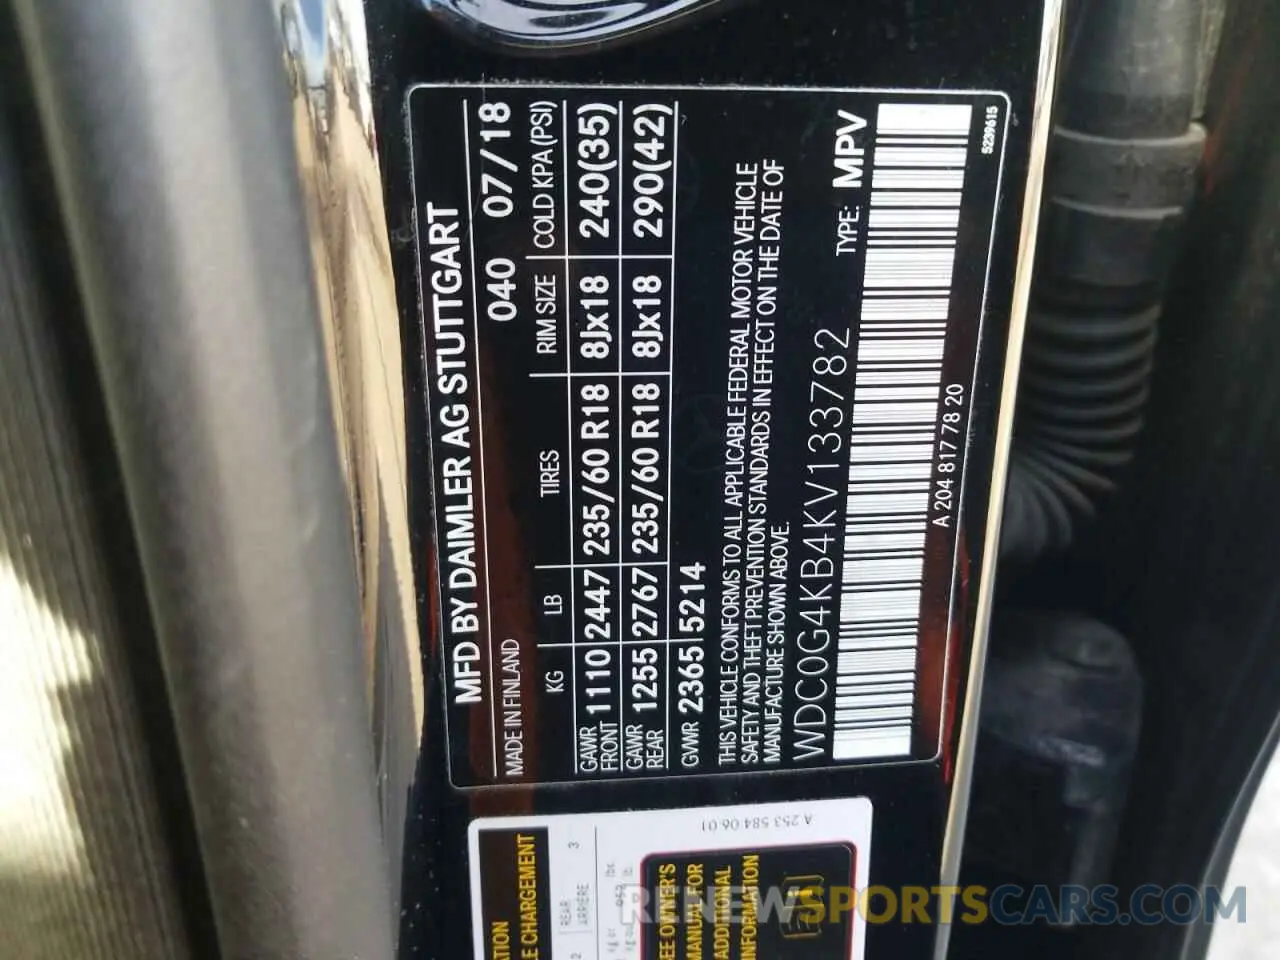 MFD BY DAIMLER AG STUTTGART
MADE IN FINLAND 040 07/18
KG LB TIRES RIM SIZE COLD KPA (PSI)
GAWR FRONT 1110 2447 235/60 R18 8Jx18 240(35)
GAWR REAR 1255 2767 235/60 R18 8Jx18 290(42)
GVWR 2365 5214
THIS VEHICLE CONFORMS TO ALL APPLICABLE FEDERAL MOTOR VEHICLE
SAFETY AND THEFT PREVENTION STANDARDS IN EFFECT ON THE DATE OF
MANUFACTURE SHOWN ABOVE.
WDC0G4KB4KV133782 TYPE: MPV
A 204 817 78 20
5239615
A 253 584 06 01
E CHARGEMENT
REAR 3
ARRIERE
OWNER'S
MANUAL FOR
ADDITIONAL
INFORMATION
RENEWSPORTSCARS.COM